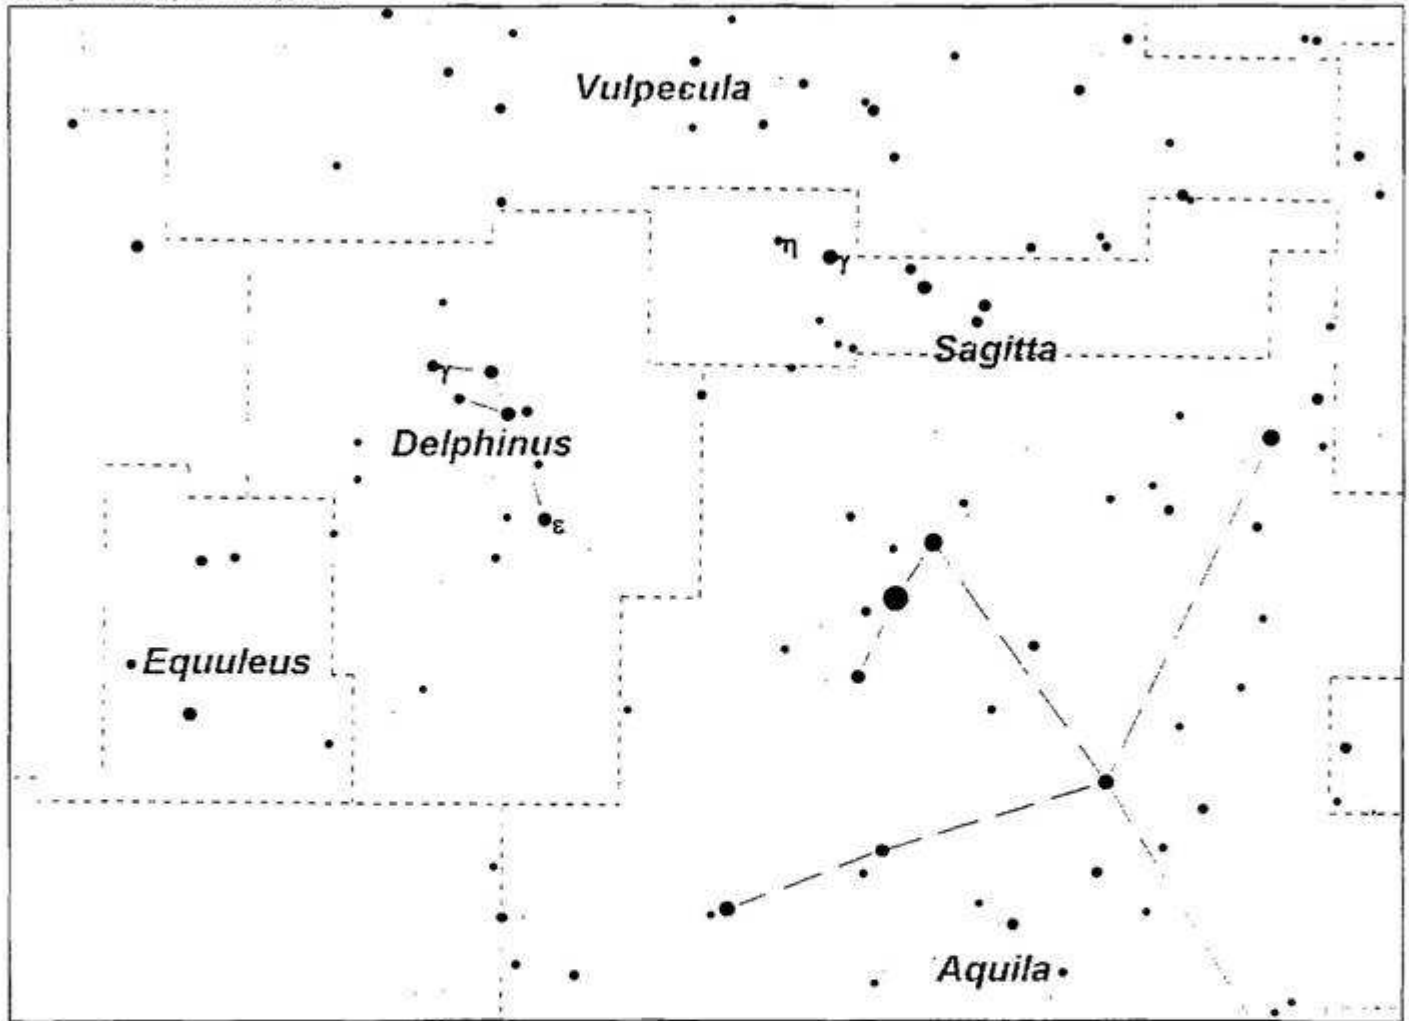 Vulpecula
η
γ
Sagitta
γ
Delphinus
ε
Equuleus
Aquila